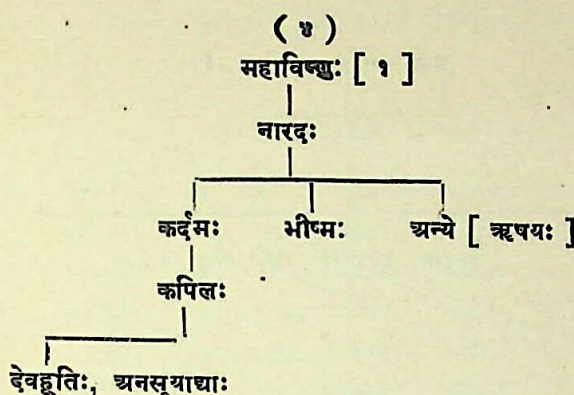 ( ४ )
महाविष्णुः [ १ ]
नारदः
कर्दमः भीष्मः अन्ये [ ऋषयः ]
कपिलः
देवहूतिः, अनसूयाद्याः